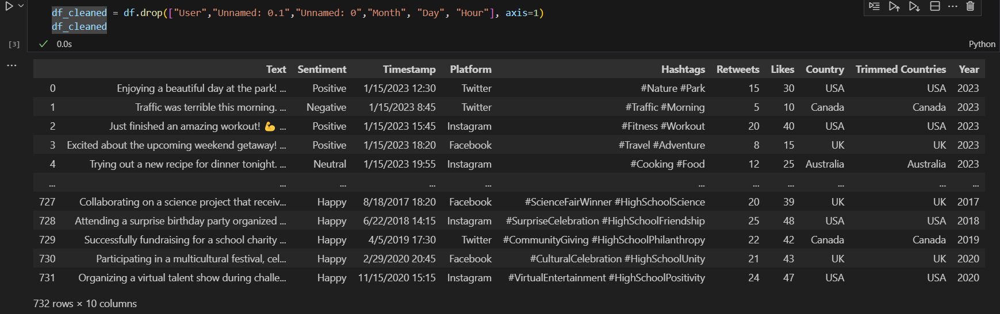 df_cleaned = df.drop(["User","Unnamed: 0.1","Unnamed: 0","Month", "Day", "Hour"], axis=1)
df_cleaned
[3] ✓ 0.0s Python
...
Text Sentiment Timestamp Platform Hashtags Retweets Likes Country Trimmed Countries Year
0 Enjoying a beautiful day at the park! ... Positive 1/15/2023 12:30 Twitter #Nature #Park 15 30 USA USA 2023
1 Traffic was terrible this morning. ... Negative 1/15/2023 8:45 Twitter #Traffic #Morning 5 10 Canada Canada 2023
2 Just finished an amazing workout! 💪 ... Positive 1/15/2023 15:45 Instagram #Fitness #Workout 20 40 USA USA 2023
3 Excited about the upcoming weekend getaway! ... Positive 1/15/2023 18:20 Facebook #Travel #Adventure 8 15 UK UK 2023
4 Trying out a new recipe for dinner tonight. ... Neutral 1/15/2023 19:55 Instagram #Cooking #Food 12 25 Australia Australia 2023
... ... ... ... ... ... ... ... ... ... ...
727 Collaborating on a science project that receiv... Happy 8/18/2017 18:20 Facebook #ScienceFairWinner #HighSchoolScience 20 39 UK UK 2017
728 Attending a surprise birthday party organized ... Happy 6/22/2018 14:15 Instagram #SurpriseCelebration #HighSchoolFriendship 25 48 USA USA 2018
729 Successfully fundraising for a school charity ... Happy 4/5/2019 17:30 Twitter #CommunityGiving #HighSchoolPhilanthropy 22 42 Canada Canada 2019
730 Participating in a multicultural festival, cel... Happy 2/29/2020 20:45 Facebook #CulturalCelebration #HighSchoolUnity 21 43 UK UK 2020
731 Organizing a virtual talent show during challe... Happy 11/15/2020 15:15 Instagram #VirtualEntertainment #HighSchoolPositivity 24 47 USA USA 2020
732 rows × 10 columns